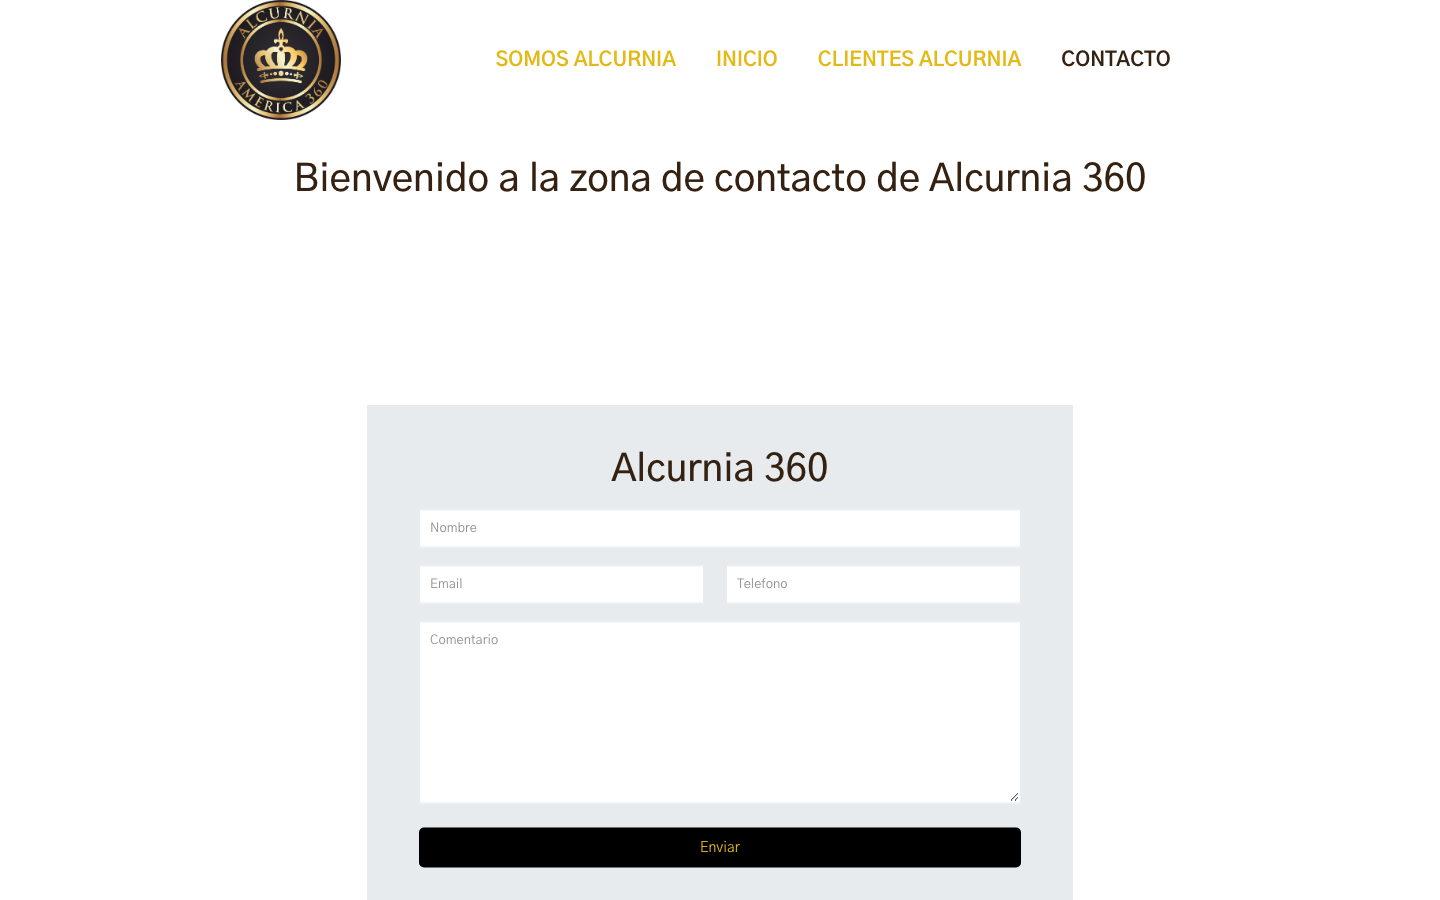 ALCURNIA
AMERICA 360
SOMOS ALCURNIA INICIO CLIENTES ALCURNIA CONTACTO
Bienvenido a la zona de contacto de Alcurnia 360
Alcurnia 360
Nombre
Email Telefono
Comentario
Enviar